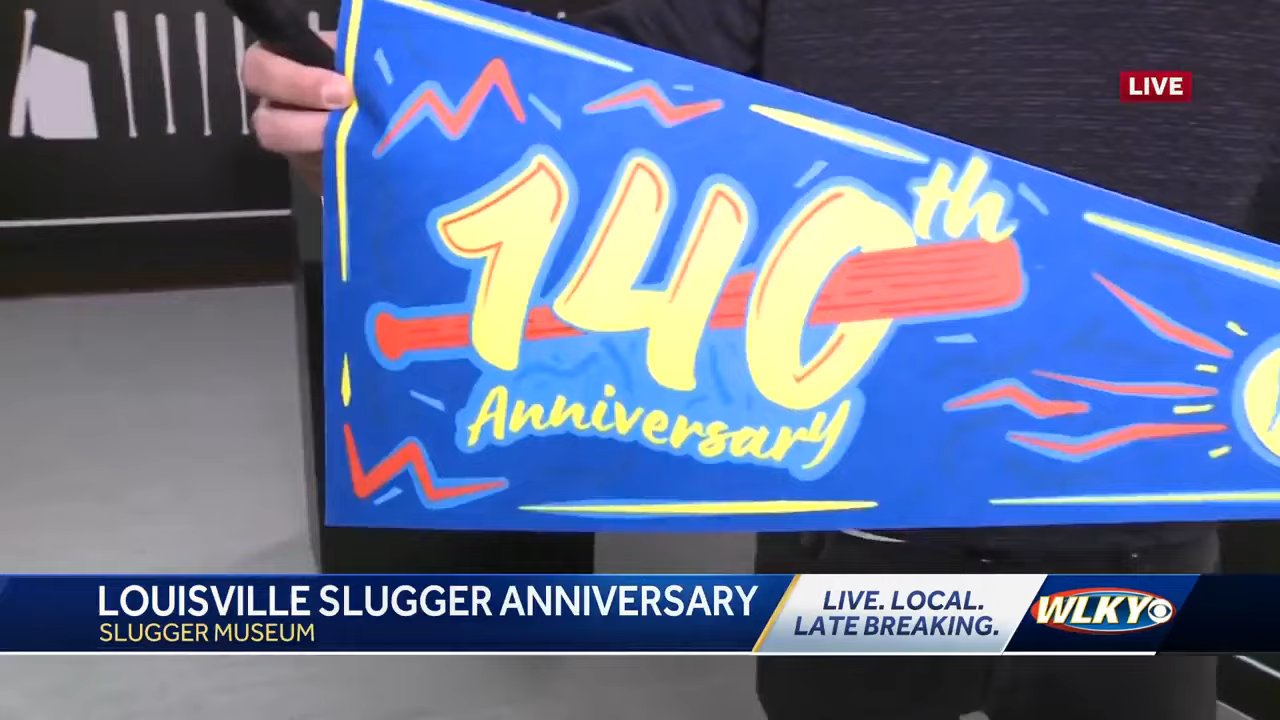 LIVE
140th
Anniversary
LOUISVILLE SLUGGER ANNIVERSARY
SLUGGER MUSEUM
LIVE. LOCAL.
LATE BREAKING.
WLKY